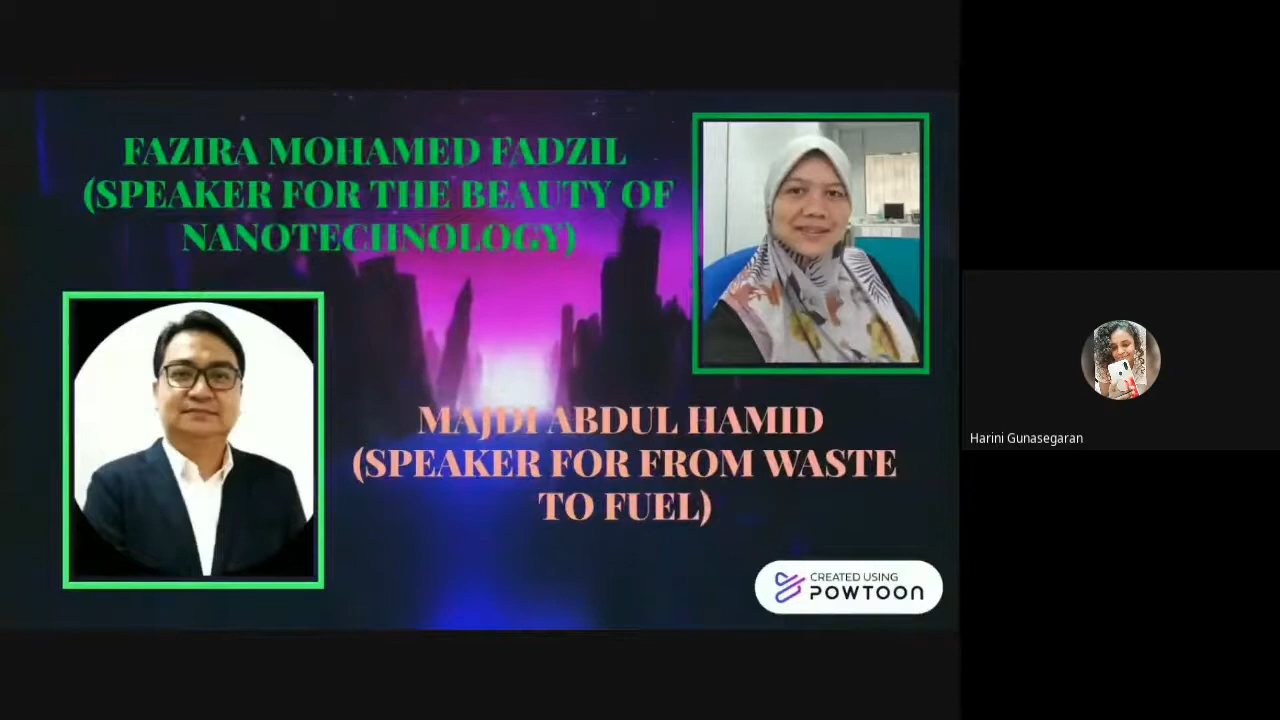 FAZIRA MOHAMED FADZIL
(SPEAKER FOR THE BEAUTY OF
NANOTECHNOLOGY)
MAJDI ABDUL HAMID
(SPEAKER FOR FROM WASTE
TO FUEL)
CREATED USING
POWTOON
Harini Gunasegaran